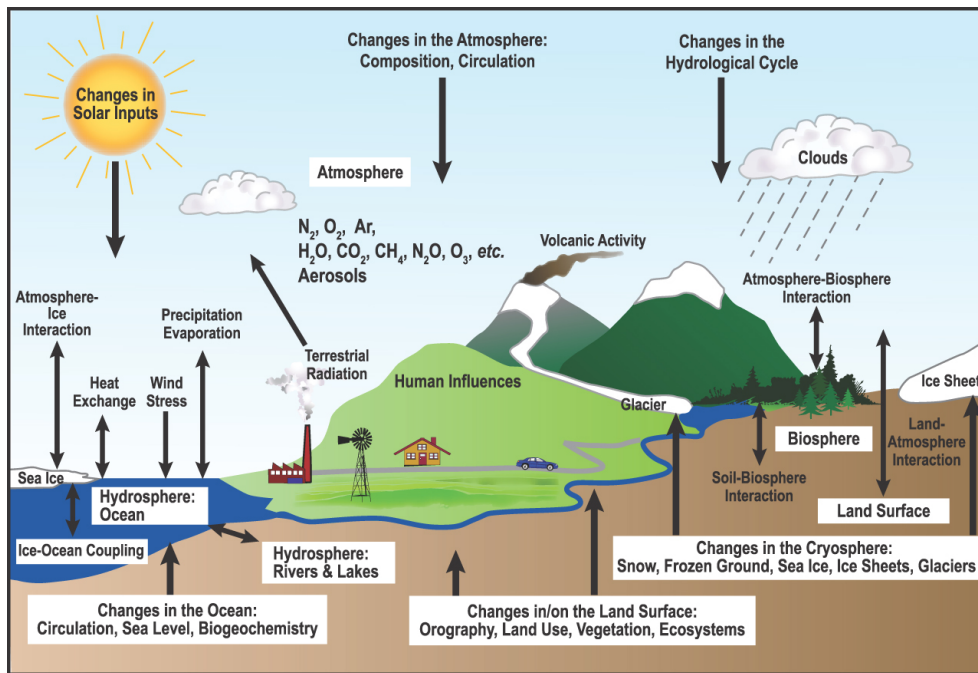 Changes in the Atmosphere:
Composition, Circulation
Changes in the
Hydrological Cycle
Changes in
Solar Inputs
Clouds
Atmosphere
N₂, O₂, Ar,
H₂O, CO₂, CH₄, N₂O, O₃, etc.
Aerosols
Volcanic Activity
Atmosphere-Biosphere
Interaction
Atmosphere-
Ice
Interaction
Precipitation
Evaporation
Terrestrial
Radiation
Heat
Exchange
Wind
Stress
Human Influences
Ice Sheet
Glacier
Biosphere
Land-
Atmosphere
Interaction
Soil-Biosphere
Interaction
Sea Ice
Hydrosphere:
Ocean
Land Surface
Ice-Ocean Coupling
Hydrosphere:
Rivers & Lakes
Changes in the Cryosphere:
Snow, Frozen Ground, Sea Ice, Ice Sheets, Glaciers
Changes in the Ocean:
Circulation, Sea Level, Biogeochemistry
Changes in/on the Land Surface:
Orography, Land Use, Vegetation, Ecosystems